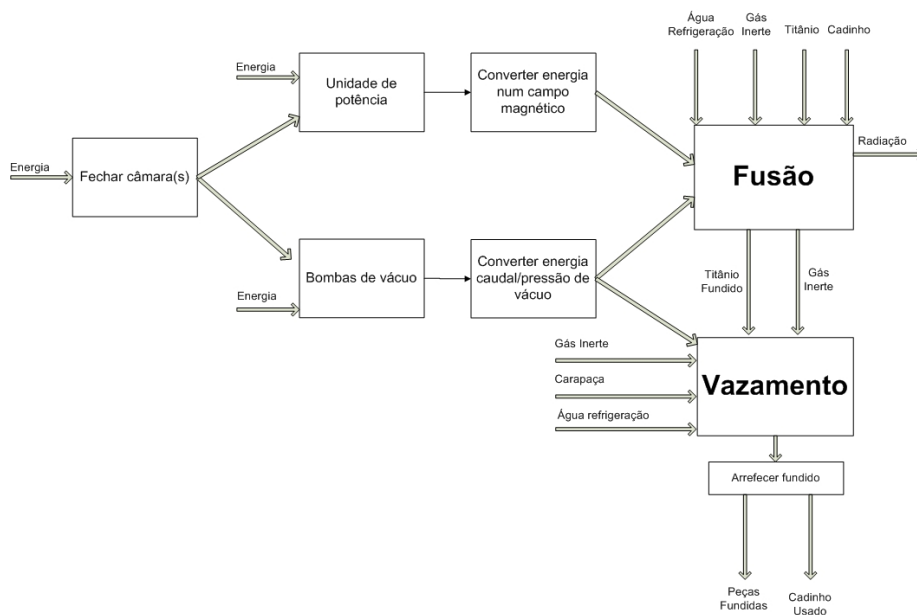 Água
Refrigeração
Gás
Inerte
Titânio
Cadinho
Energia
Unidade de
potência
Converter energia
num campo
magnético
Radiação
Energia
Fechar câmara(s)
Fusão
Bombas de vácuo
Converter energia
caudal/pressão de
vácuo
Titânio
Fundido
Gás
Inerte
Energia
Gás Inerte
Carapaça
Água refrigeração
Vazamento
Arrefecer fundido
Peças
Fundidas
Cadinho
Usado